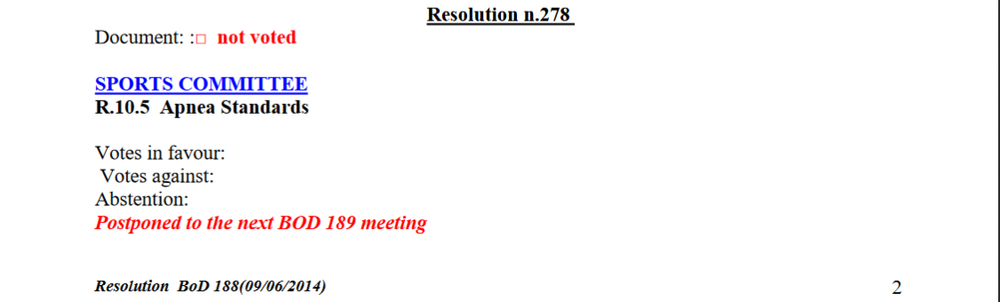 Resolution n.278
Document: :□ not voted
SPORTS COMMITTEE
R.10.5 Apnea Standards
Votes in favour:
Votes against:
Abstention:
Postponed to the next BOD 189 meeting
Resolution BoD 188(09/06/2014)
2